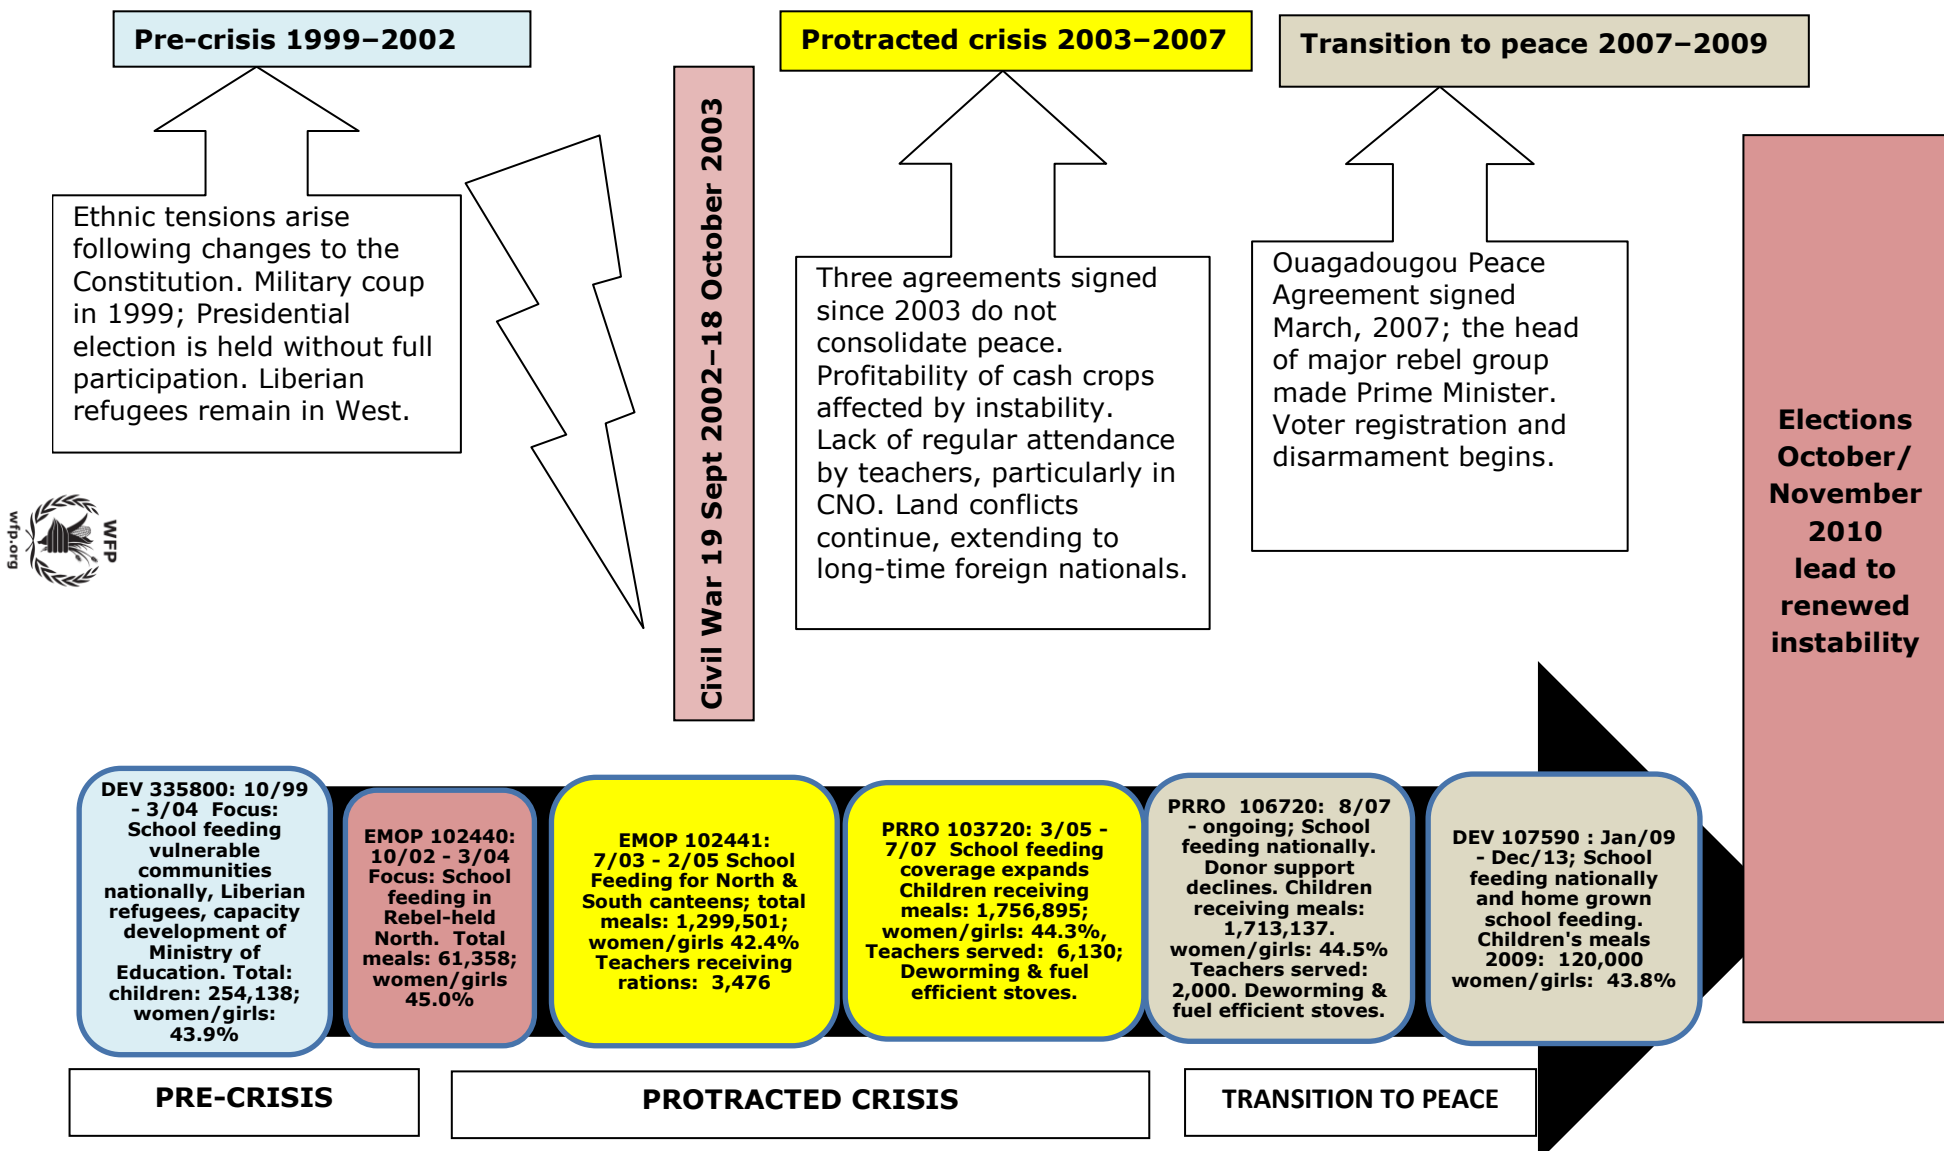 Pre-crisis 1999–2002
Protracted crisis 2003–2007
Transition to peace 2007–2009
Ethnic tensions arise
following changes to the
Constitution. Military coup
in 1999; Presidential
election is held without full
participation. Liberian
refugees remain in West.
Civil War 19 Sept 2002–18 October 2003
Three agreements signed
since 2003 do not
consolidate peace.
Profitability of cash crops
affected by instability.
Lack of regular attendance
by teachers, particularly in
CNO. Land conflicts
continue, extending to
long-time foreign nationals.
Ouagadougou Peace
Agreement signed
March, 2007; the head
of major rebel group
made Prime Minister.
Voter registration and
disarmament begins.
Elections
October/
November
2010
lead to
renewed
instability
WFP
wfp.org
DEV 335800: 10/99
- 3/04 Focus:
School feeding
vulnerable
communities
nationally, Liberian
refugees, capacity
development of
Ministry of
Education. Total:
children: 254,138;
women/girls:
43.9%
EMOP 102440:
10/02 - 3/04
Focus: School
feeding in
Rebel-held
North. Total
meals: 61,358;
women/girls
45.0%
EMOP 102441:
7/03 - 2/05 School
Feeding for North &
South canteens; total
meals: 1,299,501;
women/girls 42.4%
Teachers receiving
rations: 3,476
PRRO 103720: 3/05 -
7/07 School feeding
coverage expands
Children receiving
meals: 1,756,895;
women/girls: 44.3%,
Teachers served: 6,130;
Deworming & fuel
efficient stoves.
PRRO 106720: 8/07
- ongoing; School
feeding nationally.
Donor support
declines. Children
receiving meals:
1,713,137.
women/girls: 44.5%
Teachers served:
2,000. Deworming &
fuel efficient stoves.
DEV 107590 : Jan/09
- Dec/13; School
feeding nationally
and home grown
school feeding.
Children's meals
2009: 120,000
women/girls: 43.8%
PRE-CRISIS
PROTRACTED CRISIS
TRANSITION TO PEACE